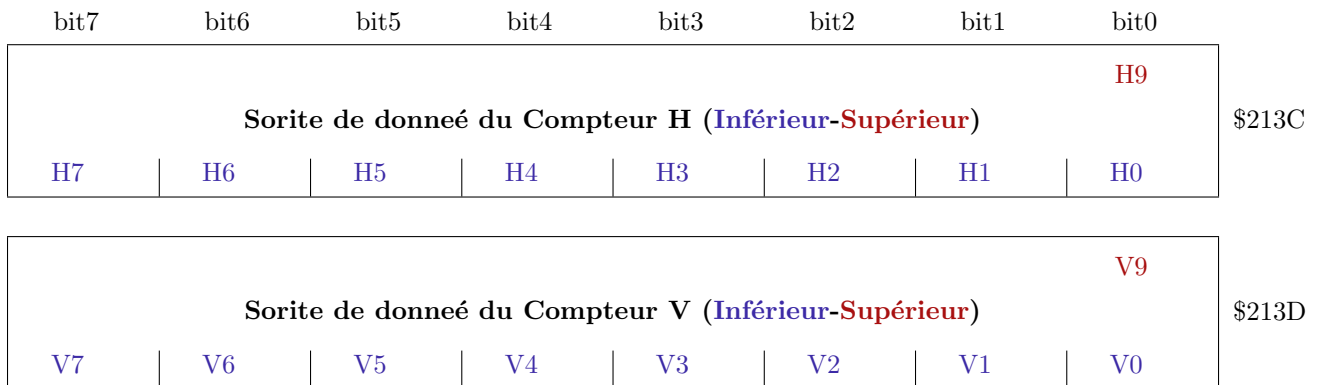 bit7 bit6 bit5 bit4 bit3 bit2 bit1 bit0
H9
Sorite de donneé du Compteur H (Inférieur-Supérieur) $213C
H7 H6 H5 H4 H3 H2 H1 H0
V9
Sorite de donneé du Compteur V (Inférieur-Supérieur) $213D
V7 V6 V5 V4 V3 V2 V1 V0